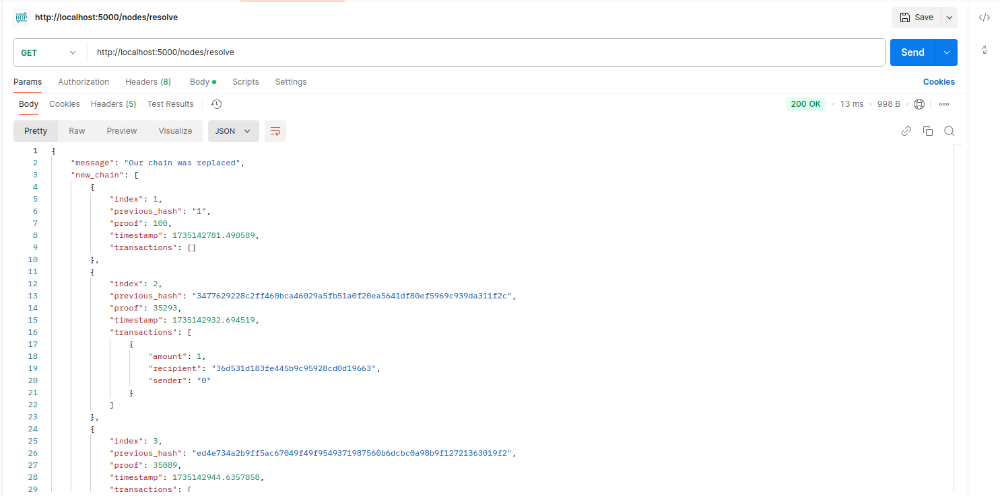 HTTP http://localhost:5000/nodes/resolve Save
GET http://localhost:5000/nodes/resolve Send
Params Authorization Headers (8) Body Scripts Settings Cookies
Body Cookies Headers (5) Test Results 200 OK 13 ms 998 B
Pretty Raw Preview Visualize JSON
1 {
2 "message": "Our chain was replaced",
3 "new_chain": [
4 {
5 "index": 1,
6 "previous_hash": "1",
7 "proof": 100,
8 "timestamp": 1735142781.490589,
9 "transactions": []
10 },
11 {
12 "index": 2,
13 "previous_hash": "3477629228c2ff460bca46029a5fb51a0f20ea5641df80ef5969c939da311f2c",
14 "proof": 35293,
15 "timestamp": 1735142932.694519,
16 "transactions": [
17 {
18 "amount": 1,
19 "recipient": "36d531d183fe445b9c95928cd0d19663",
20 "sender": "0"
21 }
22 ]
23 },
24 {
25 "index": 3,
26 "previous_hash": "ed4e734a2b9ff5ac67049f49f9549371987560b6dcbc0a98b9f12721363019f2",
27 "proof": 35089,
28 "timestamp": 1735142944.6357858,
29 "transactions": [